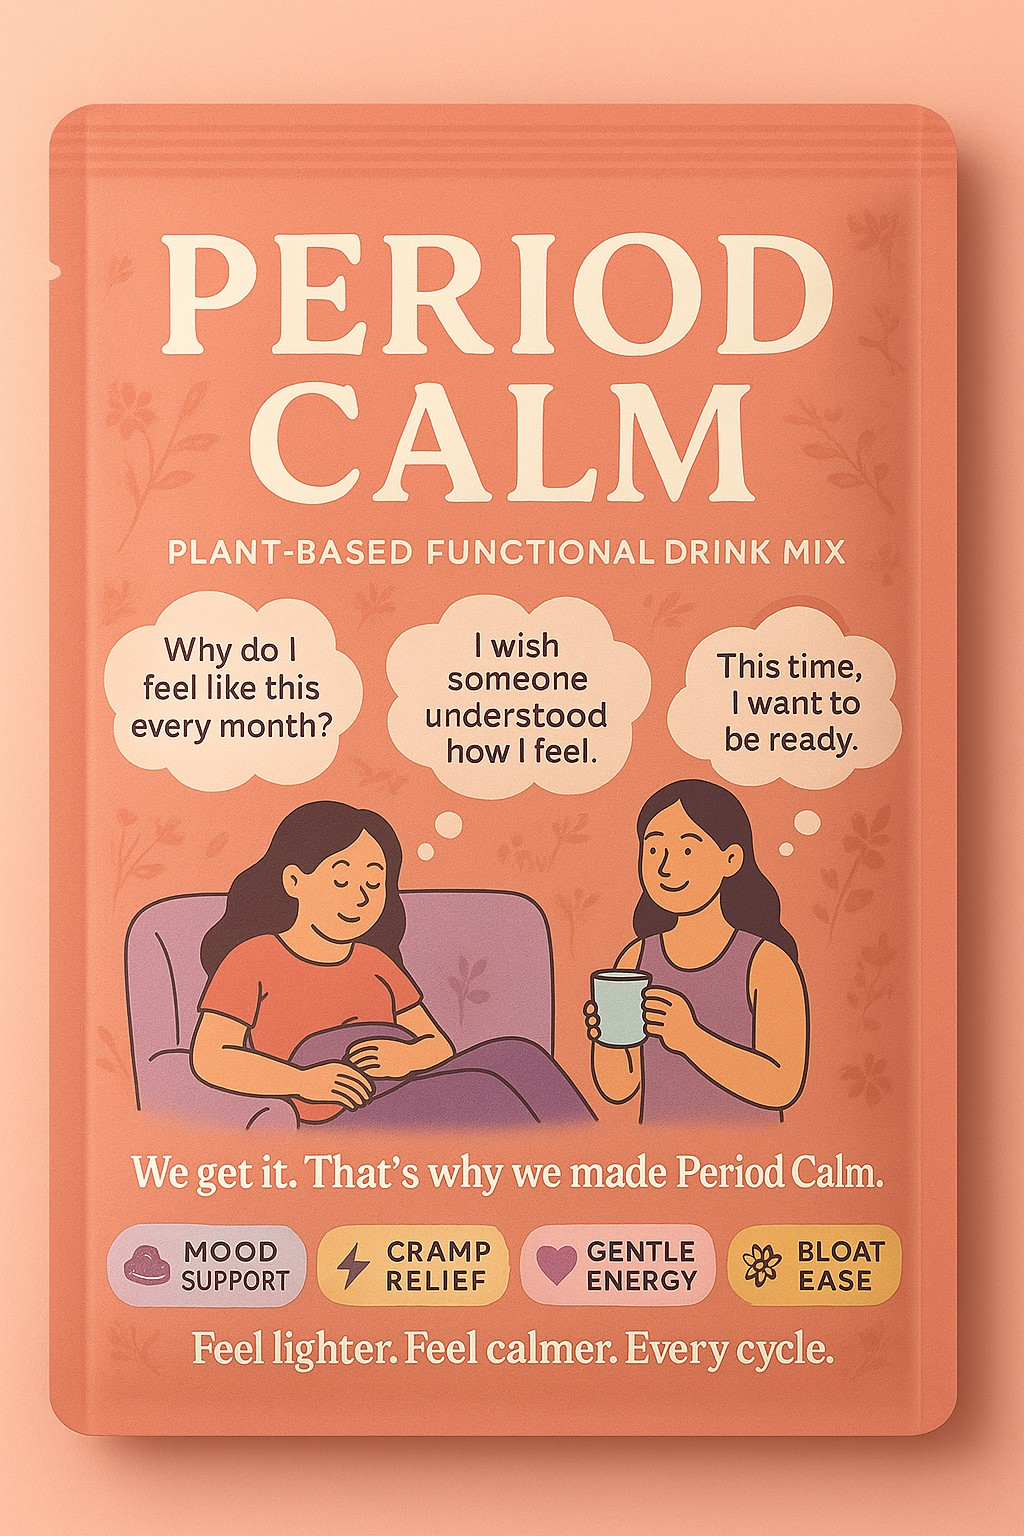 PERIOD
CALM
PLANT-BASED FUNCTIONAL DRINK MIX
Why do I
feel like this
every month?
I wish
someone
understood
how I feel.
This time,
I want to
be ready.
We get it. That's why we made Period Calm.
MOOD
SUPPORT
CRAMP
RELIEF
GENTLE
ENERGY
BLOAT
EASE
Feel lighter. Feel calmer. Every cycle.